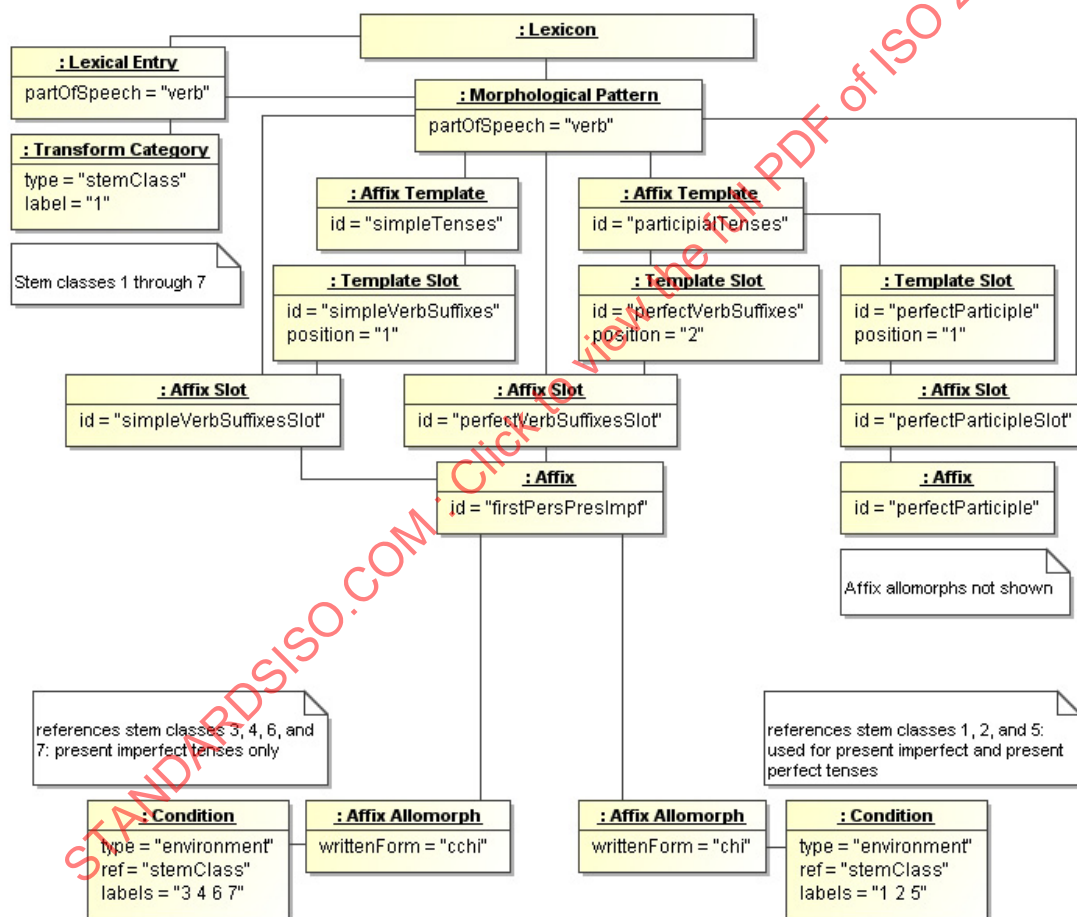 : Lexicon
: Lexical Entry
partOfSpeech = "verb"
: Morphological Pattern
partOfSpeech = "verb"
: Transform Category
type = "stemClass"
label = "1"
Stem classes 1 through 7
: Affix Template
id = "simpleTenses"
: Affix Template
id = "participialTenses"
: Template Slot
id = "simpleVerbSuffixes"
position = "1"
: Template Slot
id = "perfectVerbSuffixes"
position = "2"
: Template Slot
id = "perfectParticiple"
position = "1"
: Affix Slot
id = "simpleVerbSuffixesSlot"
: Affix Slot
id = "perfectVerbSuffixesSlot"
: Affix Slot
id = "perfectParticipleSlot"
: Affix
id = "firstPersPresImpf"
: Affix
id = "perfectParticiple"
Affix allomorphs not shown
references stem classes 3, 4, 6, and
7: present imperfect tenses only
references stem classes 1, 2, and 5:
used for present imperfect and present
perfect tenses
: Condition
type = "environment"
ref = "stemClass"
labels = "3 4 6 7"
: Affix Allomorph
writtenForm = "cchi"
: Affix Allomorph
writtenForm = "chi"
: Condition
type = "environment"
ref = "stemClass"
labels = "1 2 5"
STANDARDSISO.COM : Click to view the full PDF of ISO